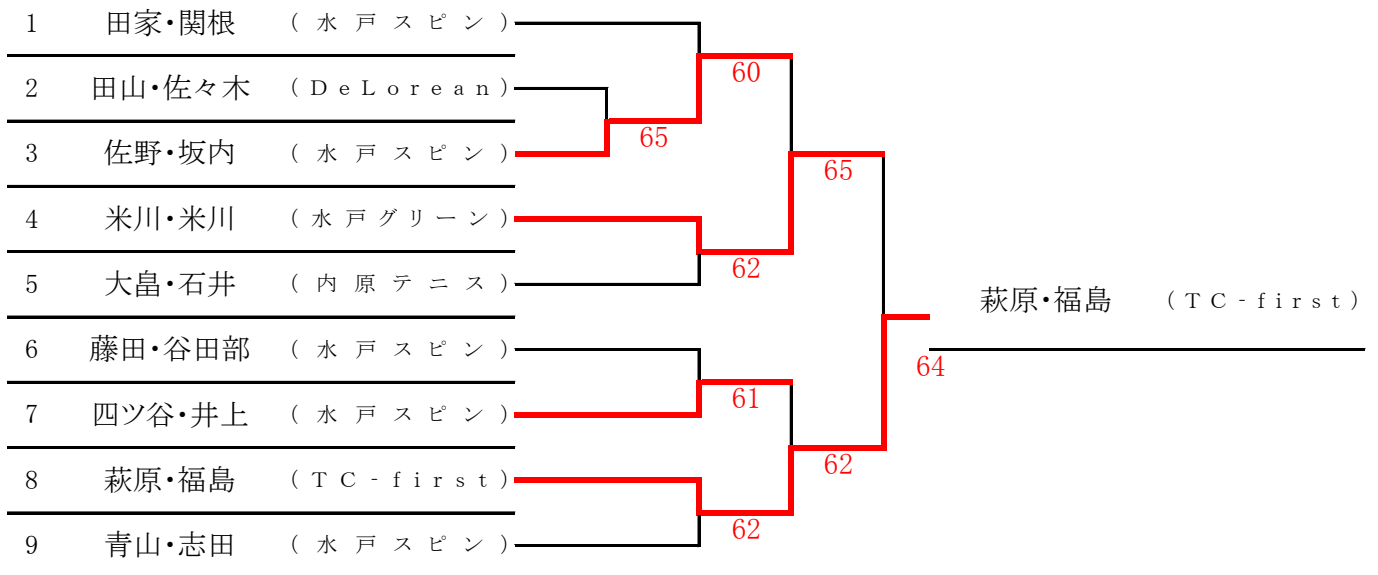 1 田家・関根 (水戸スピン)
60
2 田山・佐々木 (DeLorean)
65
3 佐野・坂内 (水戸スピン)
65
4 米川・米川 (水戸グリーン)
62
5 大畠・石井 (内原テニス)
萩原・福島 (TC-first)
6 藤田・谷田部 (水戸スピン)
64
61
7 四ツ谷・井上 (水戸スピン)
62
8 萩原・福島 (TC-first)
62
9 青山・志田 (水戸スピン)